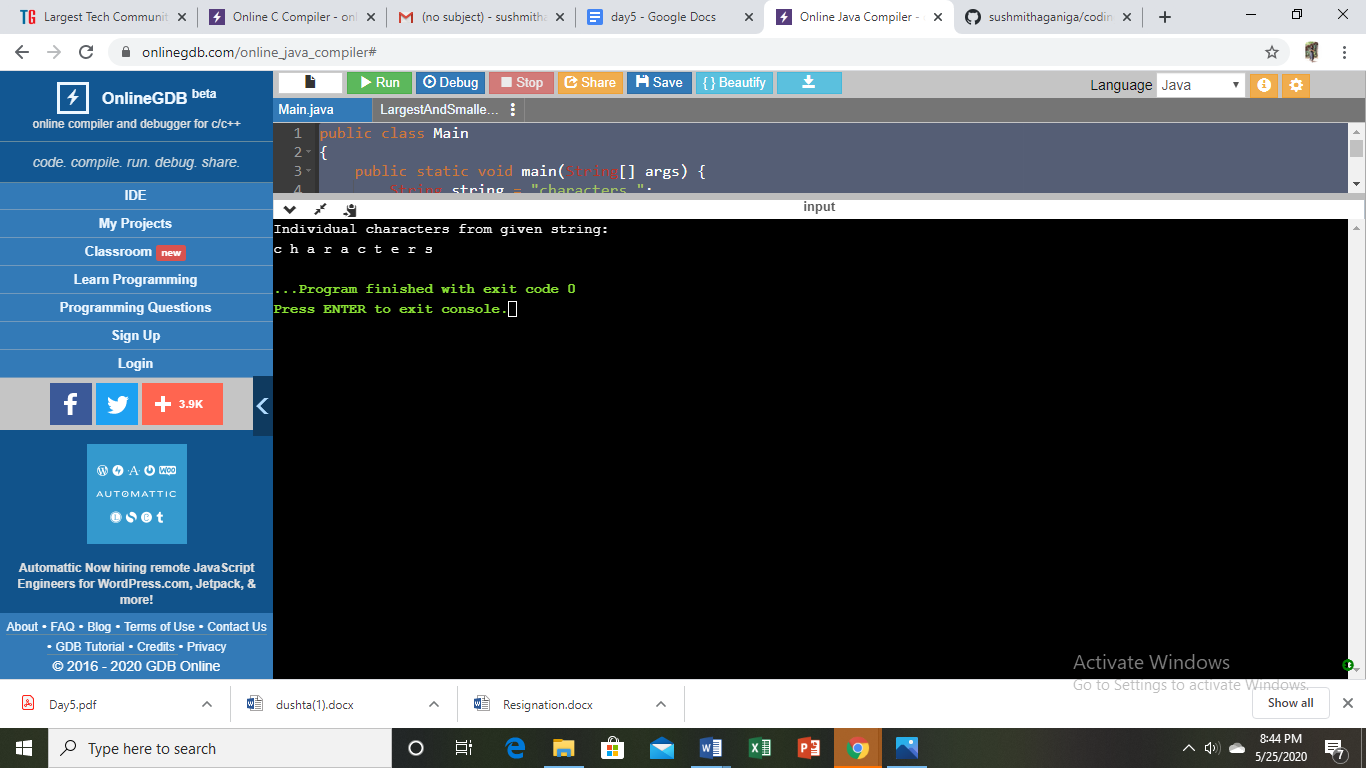 Largest Tech Communit
Online C Compiler - onl
(no subject) - sushmitha
day5 - Google Docs
Online Java Compiler -
sushmithaganiga/codin
onlinegdb.com/online_java_compiler#
OnlineGDB beta
online compiler and debugger for c/c++
code. compile. run. debug. share.
IDE
My Projects
Classroom new
Learn Programming
Programming Questions
Sign Up
Login
3.9K
AUTOMATTIC
Automattic Now hiring remote JavaScript
Engineers for WordPress.com, Jetpack, &
more!
About • FAQ • Blog • Terms of Use • Contact Us
• GDB Tutorial • Credits • Privacy
© 2016 - 2020 GDB Online
Run Debug Stop Share Save { } Beautify
Language Java
Main.java LargestAndSmalle...
1 public class Main
2 {
3 public static void main(String[] args) {
4 String string = "characters ";
input
Individual characters from given string:
c h a r a c t e r s
...Program finished with exit code 0
Press ENTER to exit console.
Activate Windows
Go to Settings to activate Windows.
Day5.pdf
dushta(1).docx
Resignation.docx
Show all
Type here to search
8:44 PM
5/25/2020
7